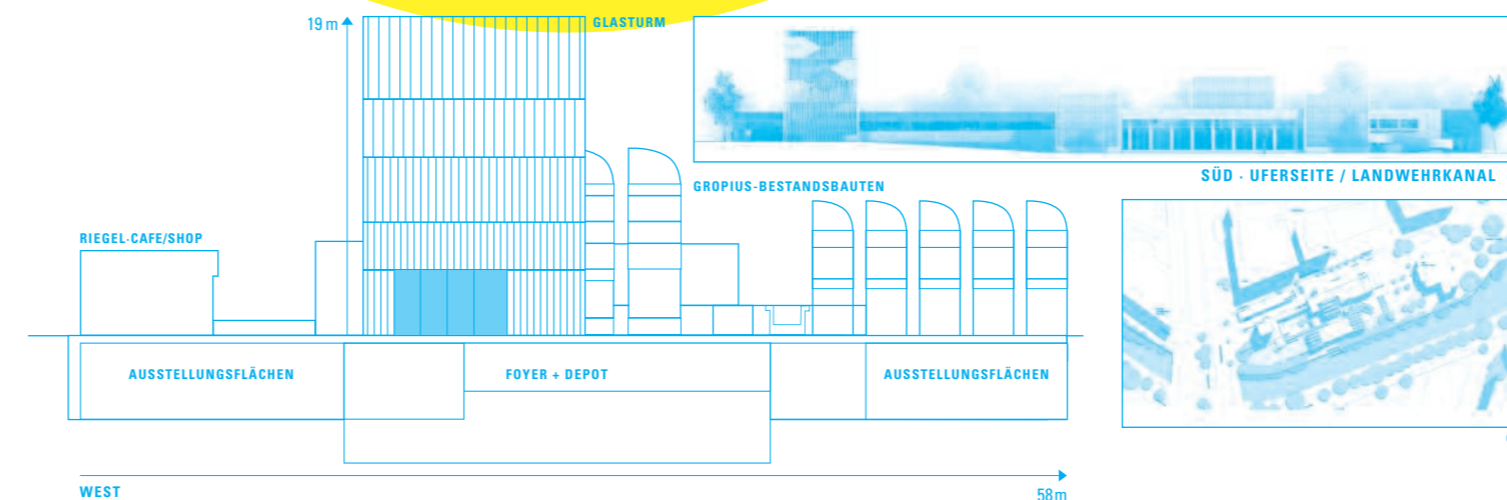 19 m
GLASTURM
SÜD · UFERSEITE / LANDWEHRKANAL
GROPIUS-BESTANDSBAUTEN
RIEGEL-CAFE/SHOP
AUSSTELLUNGSFLÄCHEN
FOYER + DEPOT
AUSSTELLUNGSFLÄCHEN
WEST
58 m